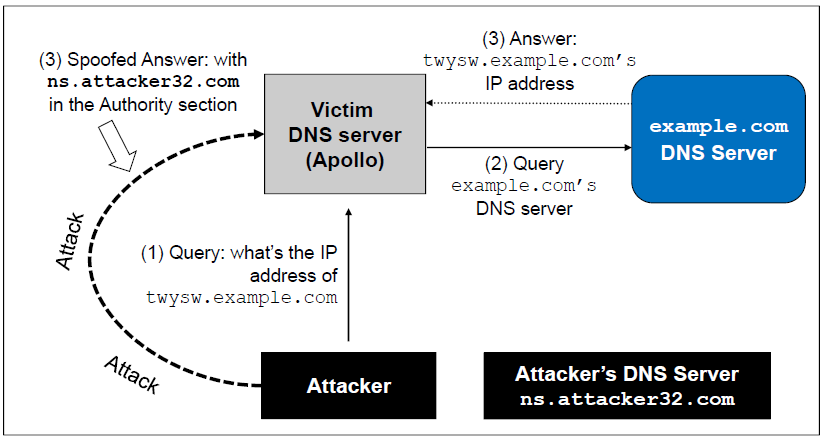 (3) Spoofed Answer: with
ns.attacker32.com
in the Authority section
(3) Answer:
twysw.example.com's
IP address
Victim
DNS server
(Apollo)
example.com
DNS Server
(2) Query
example.com's
DNS server
Attack
(1) Query: what's the IP
address of
twysw.example.com
Attack
Attacker
Attacker's DNS Server
ns.attacker32.com